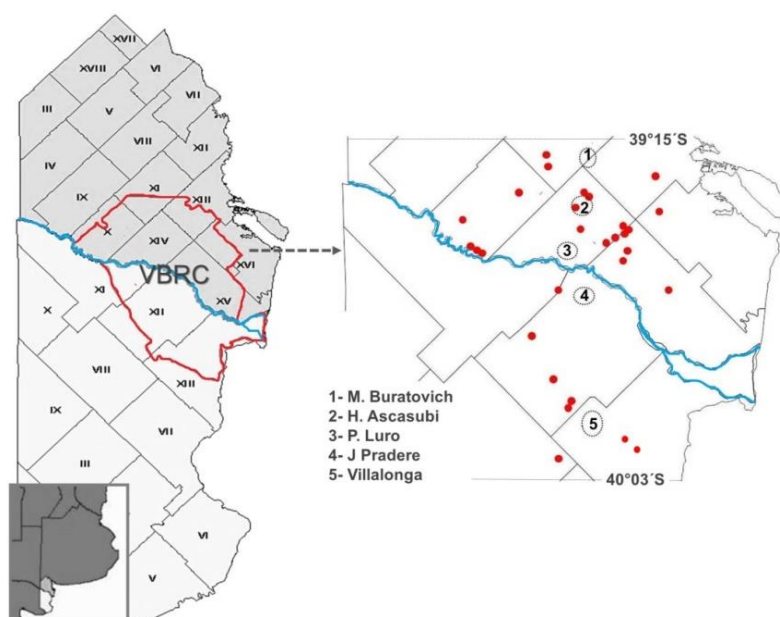 XVII
XVIII
VI
III
V
VII
VIII
XII
IV
IX
XI
XIII
X
XIV
VBRC
XVI
XI
XV
X
XII
VIII
XIII
IX
VII
III
VI
V
39°15´S
1
2
3
4
5
1- M. Buratovich
2- H. Ascasubi
3- P. Luro
4- J Pradere
5- Villalonga
40°03´S